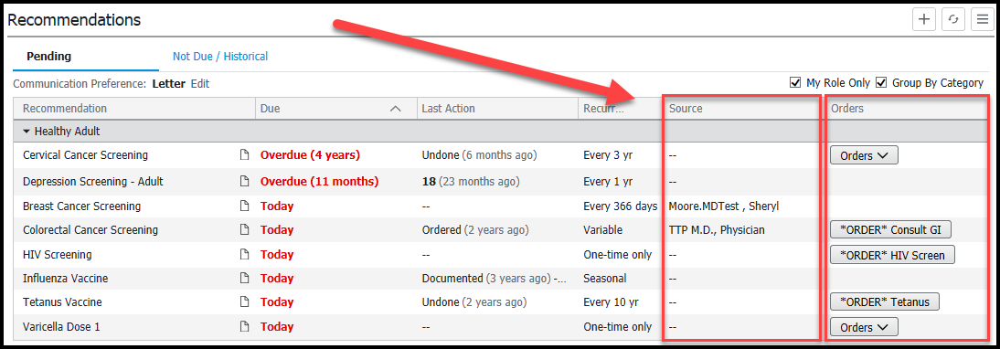 Recommendations
Pending Not Due / Historical
Communication Preference: Letter Edit My Role Only Group By Category
Recommendation Due Last Action Recurr... Source Orders
Healthy Adult
Cervical Cancer Screening Overdue (4 years) Undone (6 months ago) Every 3 yr -- Orders
Depression Screening - Adult Overdue (11 months) 18 (23 months ago) Every 1 yr --
Breast Cancer Screening Today -- Every 366 days Moore.MDTest , Sheryl
Colorectal Cancer Screening Today Ordered (2 years ago) Variable TTP M.D., Physician *ORDER* Consult GI
HIV Screening Today -- One-time only -- *ORDER* HIV Screen
Influenza Vaccine Today Documented (3 years ago) -... Seasonal --
Tetanus Vaccine Today Undone (2 years ago) Every 10 yr -- *ORDER* Tetanus
Varicella Dose 1 Today -- One-time only -- Orders